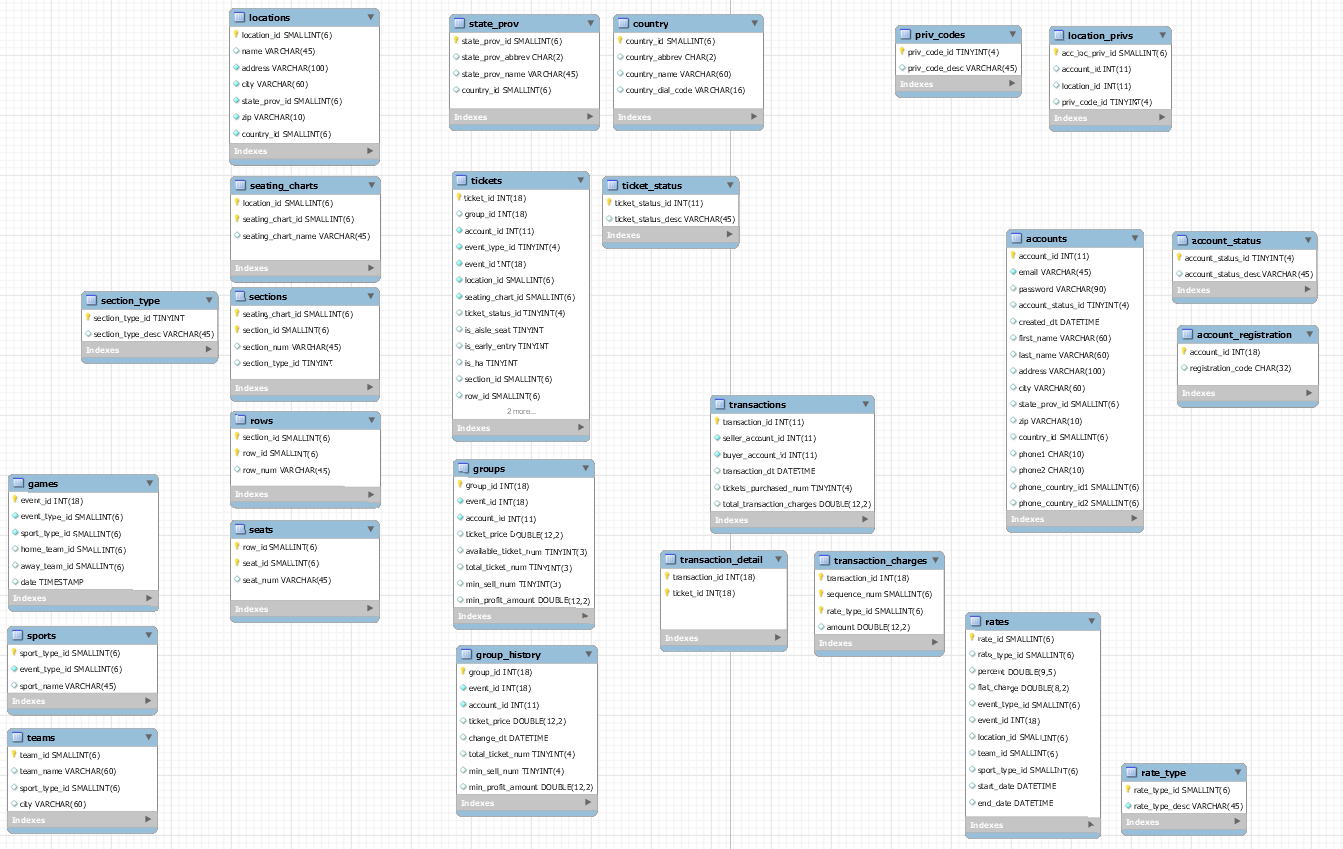 locations
location_id SMALLINT(6)
name VARCHAR(45)
address VARCHAR(100)
city VARCHAR(60)
state_prov_id SMALLINT(6)
zip VARCHAR(10)
country_id SMALLINT(6)
Indexes
state_prov
state_prov_id SMALLINT(6)
state_prov_abbrev CHAR(2)
state_prov_name VARCHAR(45)
country_id SMALLINT(6)
Indexes
country
country_id SMALLINT(6)
country_abbrev CHAR(2)
country_name VARCHAR(60)
country_dial_code VARCHAR(16)
Indexes
priv_codes
priv_code_id TINYINT(4)
priv_code_desc VARCHAR(45)
Indexes
location_privs
acc_loc_priv_id SMALLINT(6)
account_id INT(11)
location_id INT(11)
priv_code_id TINYINT(4)
Indexes
seating_charts
location_id SMALLINT(6)
seating_chart_id SMALLINT(6)
seating_chart_name VARCHAR(45)
Indexes
tickets
ticket_id INT(18)
group_id INT(18)
account_id INT(11)
event_type_id TINYINT(4)
event_id INT(18)
location_id SMALLINT(6)
seating_chart_id SMALLINT(6)
ticket_status_id TINYINT(4)
is_aisle_seat TINYINT
is_early_entry TINYINT
is_ha TINYINT
section_id SMALLINT(6)
row_id SMALLINT(6)
2 more...
Indexes
ticket_status
ticket_status_id INT(11)
ticket_status_desc VARCHAR(45)
Indexes
accounts
account_id INT(11)
email VARCHAR(45)
password VARCHAR(90)
account_status_id TINYINT(4)
created_dt DATETIME
first_name VARCHAR(60)
last_name VARCHAR(60)
address VARCHAR(100)
city VARCHAR(60)
state_prov_id SMALLINT(6)
zip VARCHAR(10)
country_id SMALLINT(6)
phone1 CHAR(10)
phone2 CHAR(10)
phone_country_id1 SMALLINT(6)
phone_country_id2 SMALLINT(6)
Indexes
account_status
account_status_id TINYINT(4)
account_status_desc VARCHAR(45)
Indexes
account_registration
account_id INT(18)
registration_code CHAR(32)
Indexes
section_type
section_type_id TINYINT
section_type_desc VARCHAR(45)
Indexes
sections
seating_chart_id SMALLINT(6)
section_id SMALLINT(6)
section_num VARCHAR(45)
section_type_id TINYINT
Indexes
rows
section_id SMALLINT(6)
row_id SMALLINT(6)
row_num VARCHAR(45)
Indexes
transactions
transaction_id INT(11)
seller_account_id INT(11)
buyer_account_id INT(11)
transaction_dt DATETIME
tickets_purchased_num TINYINT(4)
total_transaction_charges DOUBLE(12,2)
Indexes
games
event_id INT(18)
event_type_id SMALLINT(6)
sport_type_id SMALLINT(6)
home_team_id SMALLINT(6)
away_team_id SMALLINT(6)
date TIMESTAMP
Indexes
seats
row_id SMALLINT(6)
seat_id SMALLINT(6)
seat_num VARCHAR(45)
Indexes
groups
group_id INT(18)
event_id INT(18)
account_id INT(11)
ticket_price DOUBLE(12,2)
available_ticket_num TINYINT(3)
total_ticket_num TINYINT(3)
min_sell_num TINYINT(3)
min_profit_amount DOUBLE(12,2)
Indexes
transaction_detail
transaction_id INT(18)
ticket_id INT(18)
Indexes
transaction_charges
transaction_id INT(18)
sequence_num SMALLINT(6)
rate_type_id SMALLINT(6)
amount DOUBLE(12,2)
Indexes
sports
sport_type_id SMALLINT(6)
event_type_id SMALLINT(6)
sport_name VARCHAR(45)
Indexes
group_history
group_id INT(18)
event_id INT(18)
account_id INT(11)
ticket_price DOUBLE(12,2)
change_dt DATETIME
total_ticket_num TINYINT(4)
min_sell_num TINYINT(4)
min_profit_amount DOUBLE(12,2)
Indexes
rates
rate_id SMALLINT(6)
rate_type_id SMALLINT(6)
percent DOUBLE(9,5)
flat_charge DOUBLE(8,2)
event_type_id SMALLINT(6)
event_id INT(18)
location_id SMALLINT(6)
team_id SMALLINT(6)
sport_type_id SMALLINT(6)
start_date DATETIME
end_date DATETIME
Indexes
teams
team_id SMALLINT(6)
team_name VARCHAR(60)
sport_type_id SMALLINT(6)
city VARCHAR(60)
Indexes
rate_type
rate_type_id SMALLINT(6)
rate_type_desc VARCHAR(45)
Indexes